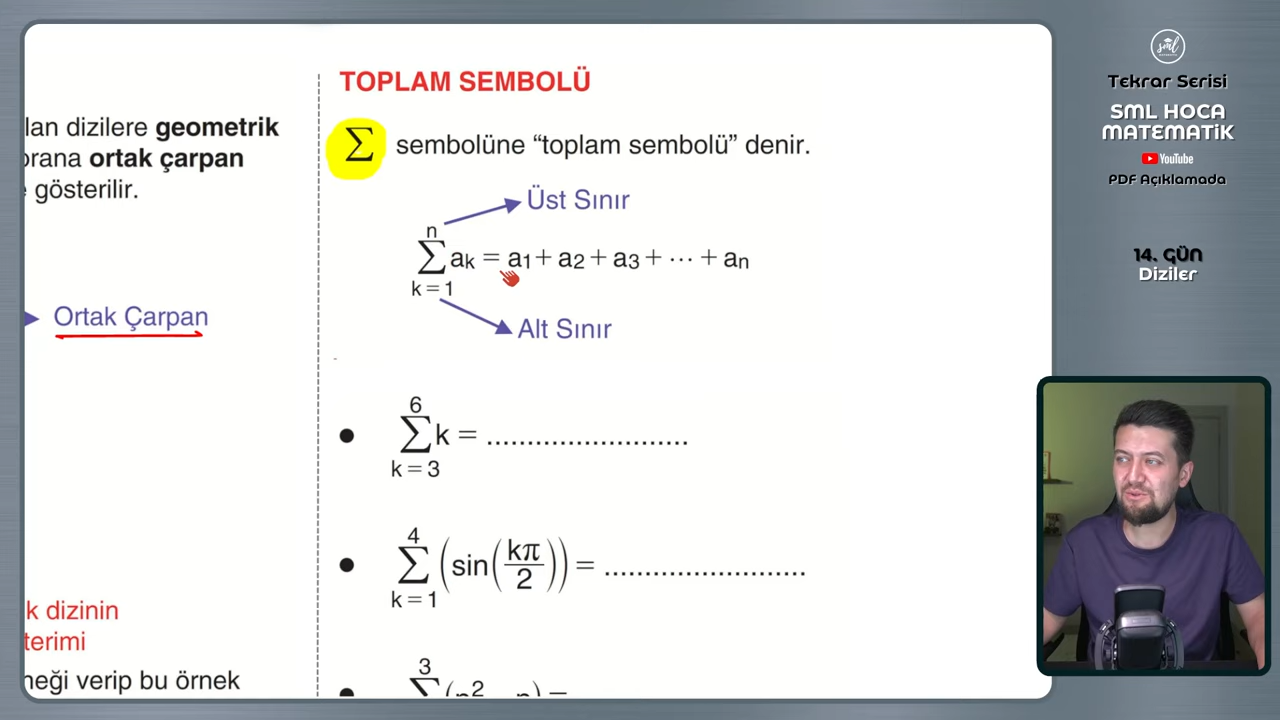 lan dizilere geometrik
orana ortak çarpan
gösterilir.
Ortak Çarpan
k dizinin
terimi
neği verip bu örnek
TOPLAM SEMBOLÜ
∑ sembolüne “toplam sembolü” denir.
Üst Sınır
n
∑ ak = a1 + a2 + a3 + ··· + an
k = 1
Alt Sınır
6
● ∑ k = .........................
k = 3
4
● ∑ (sin(kπ/2)) = .........................
k = 1
3
● ∑ (n2 – n) =
sml
Tekrar Serisi
SML HOCA
MATEMATİK
YouTube
PDF Açıklamada
14. GÜN
Diziler